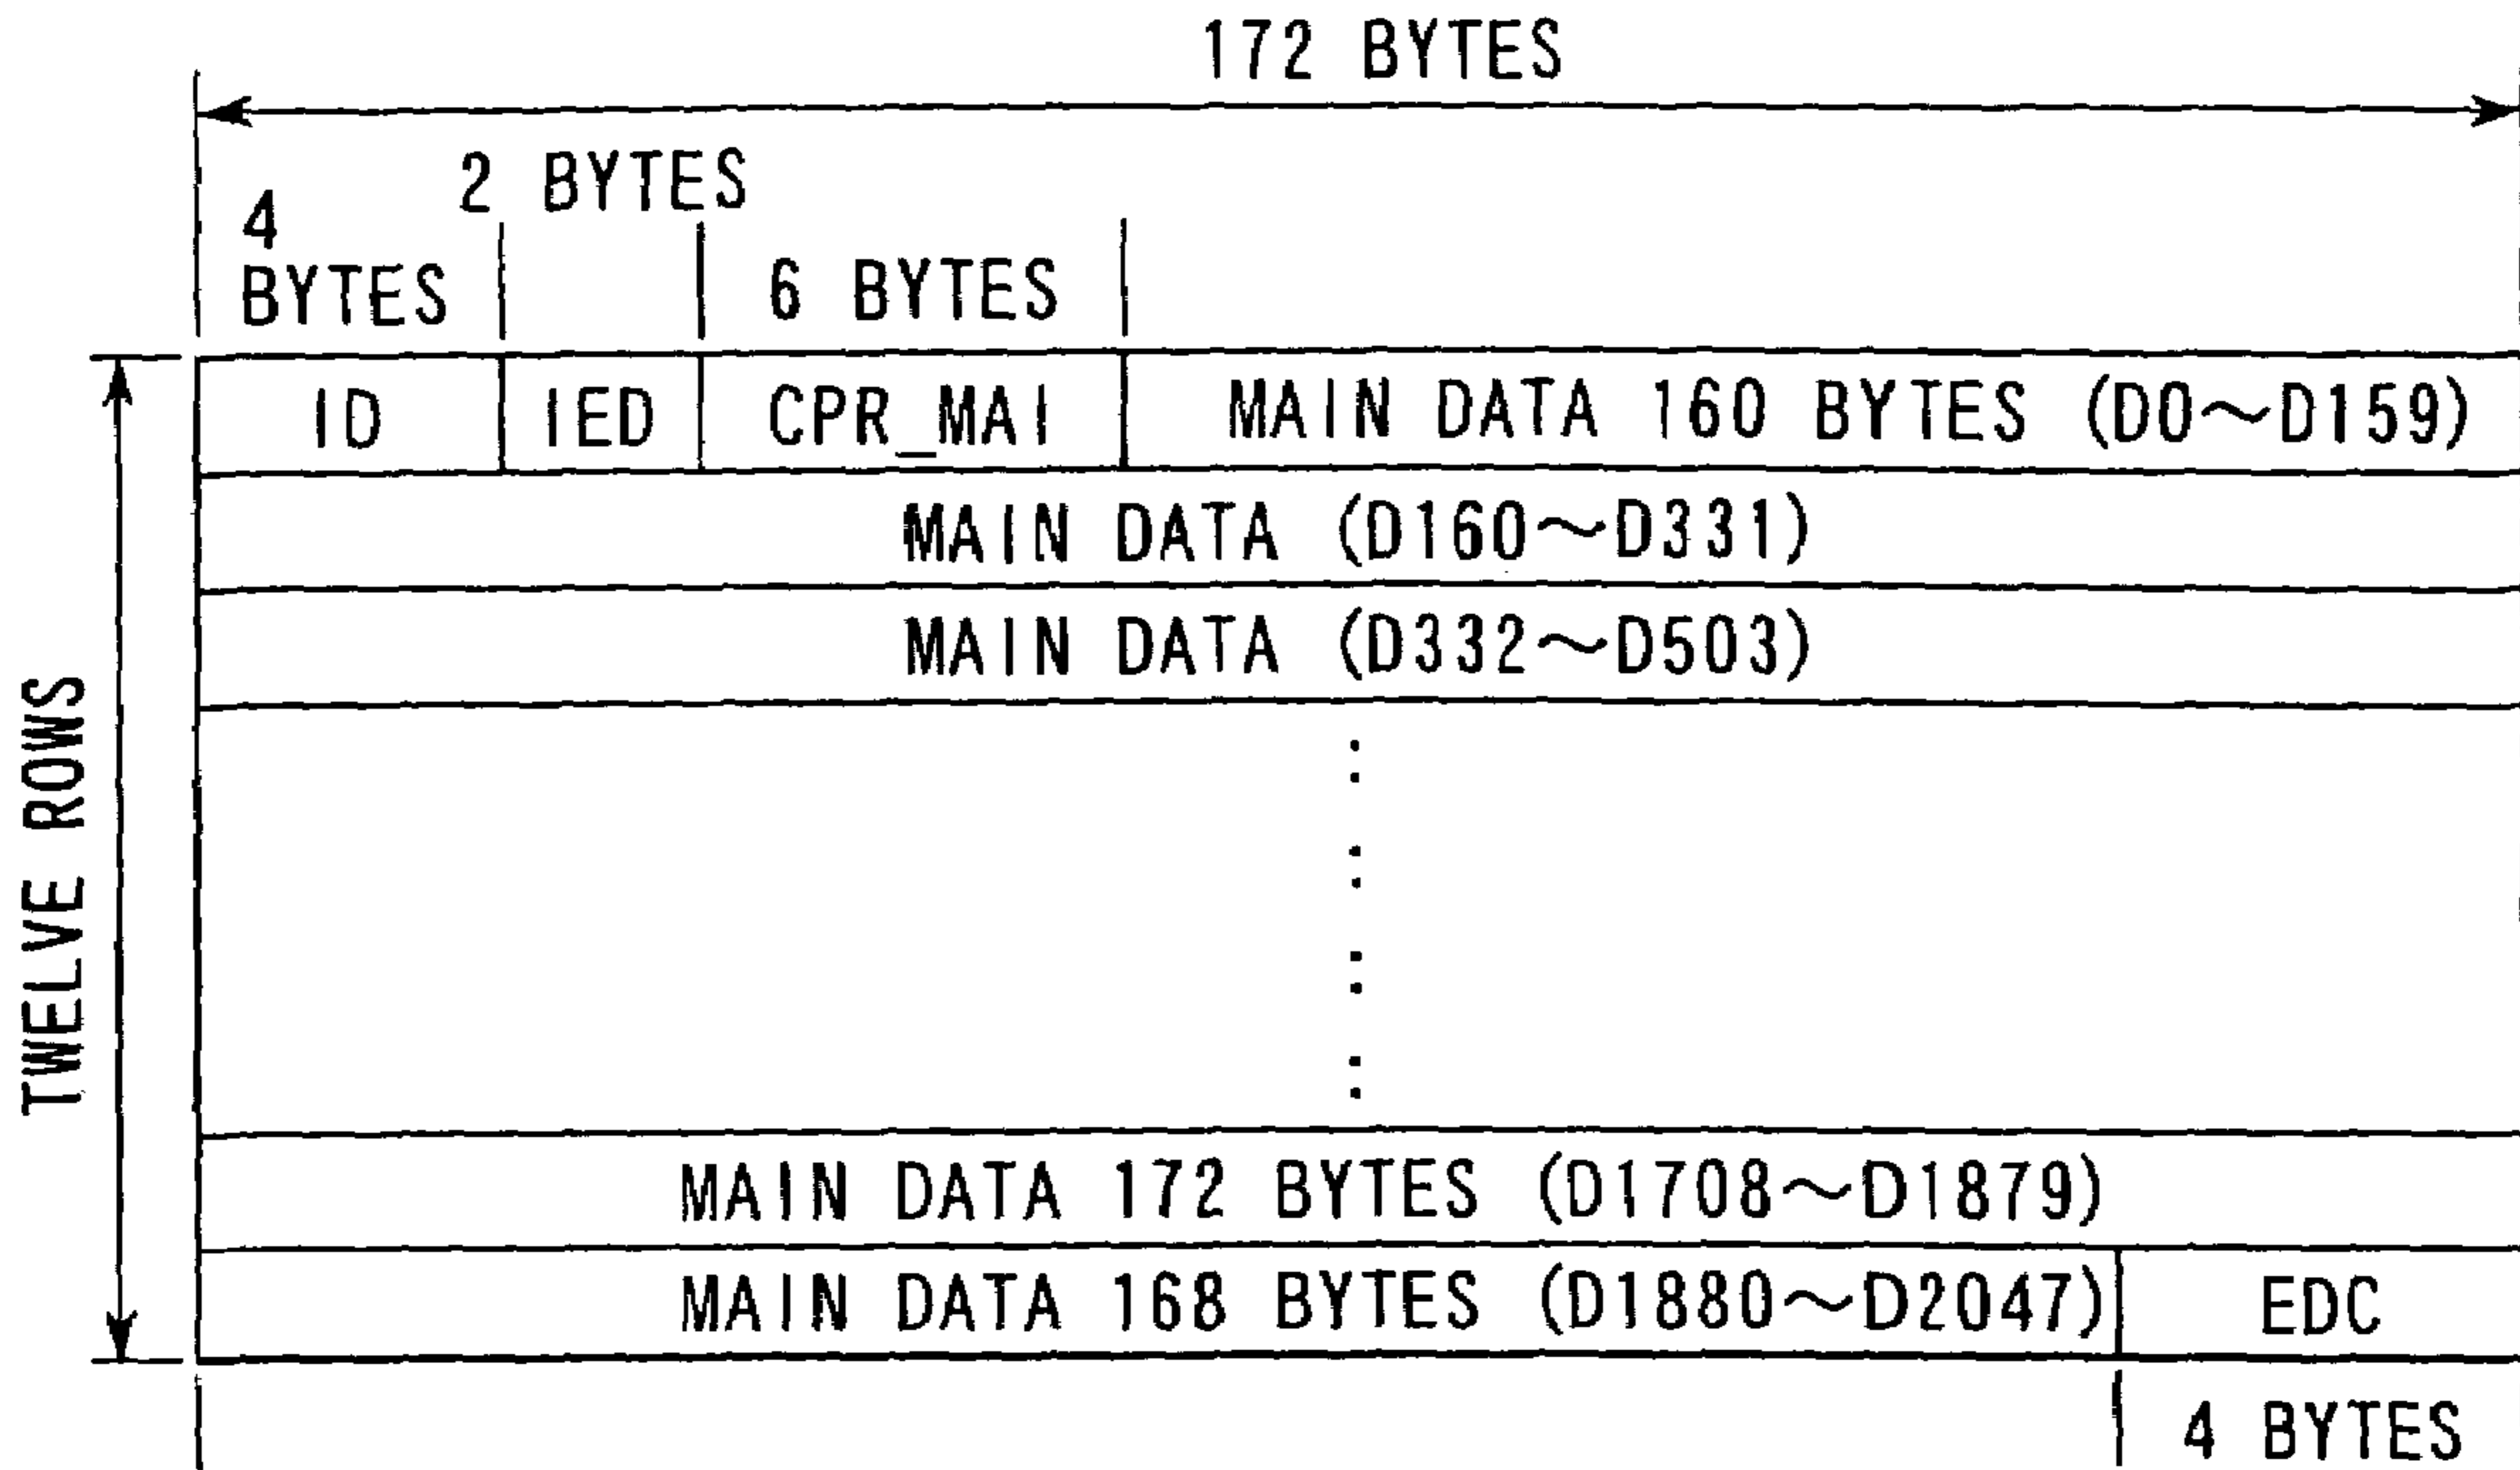 172 BYTES
2 BYTES
4
BYTES
6 BYTES
ID IED CPR_MAI MAIN DATA 160 BYTES (D0~D159)
MAIN DATA (D160~D331)
MAIN DATA (D332~D503)
TWELVE ROWS
MAIN DATA 172 BYTES (D1708~D1879)
MAIN DATA 168 BYTES (D1880~D2047) EDC
4 BYTES